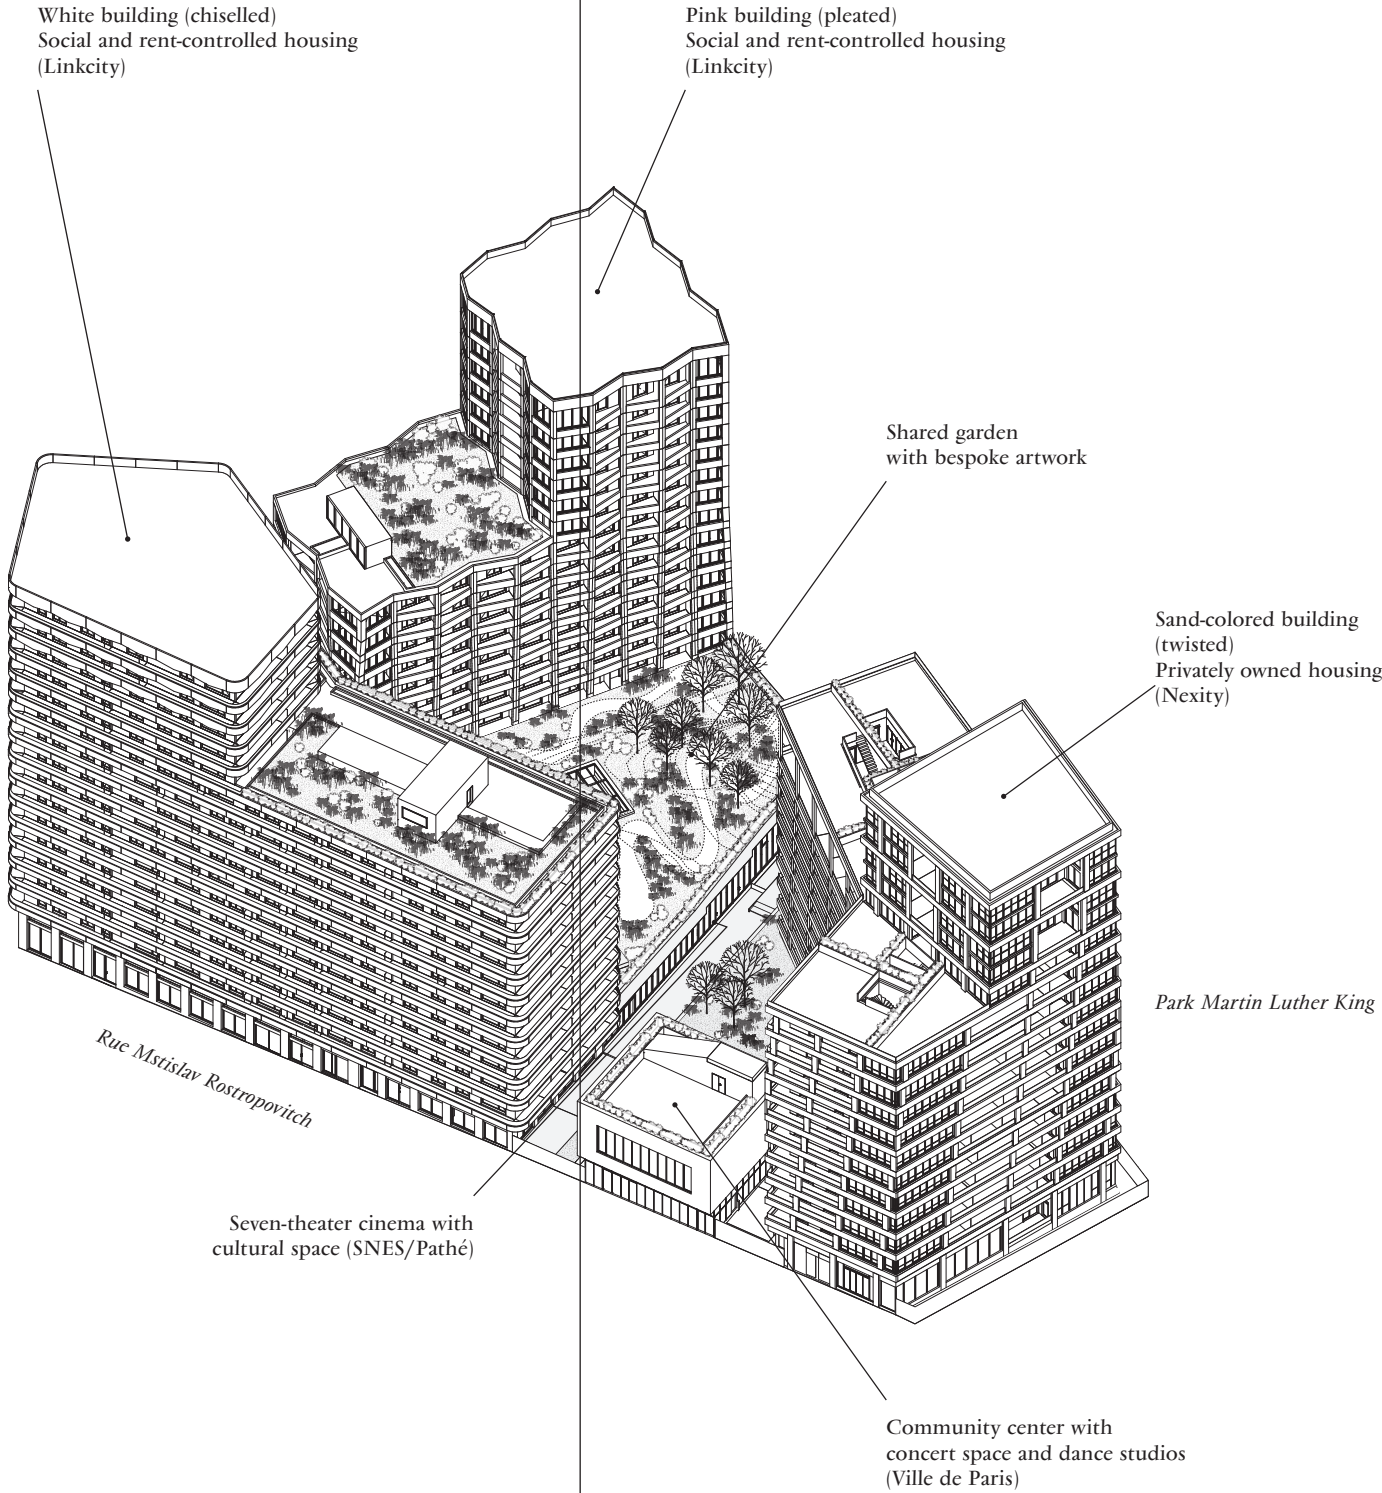 White building (chiselled)
Social and rent-controlled housing
(Linkcity)
Pink building (pleated)
Social and rent-controlled housing
(Linkcity)
Shared garden
with bespoke artwork
Sand-colored building
(twisted)
Privately owned housing
(Nexity)
Park Martin Luther King
Rue Mstislav Rostropovitch
Seven-theater cinema with
cultural space (SNES/Pathé)
Community center with
concert space and dance studios
(Ville de Paris)